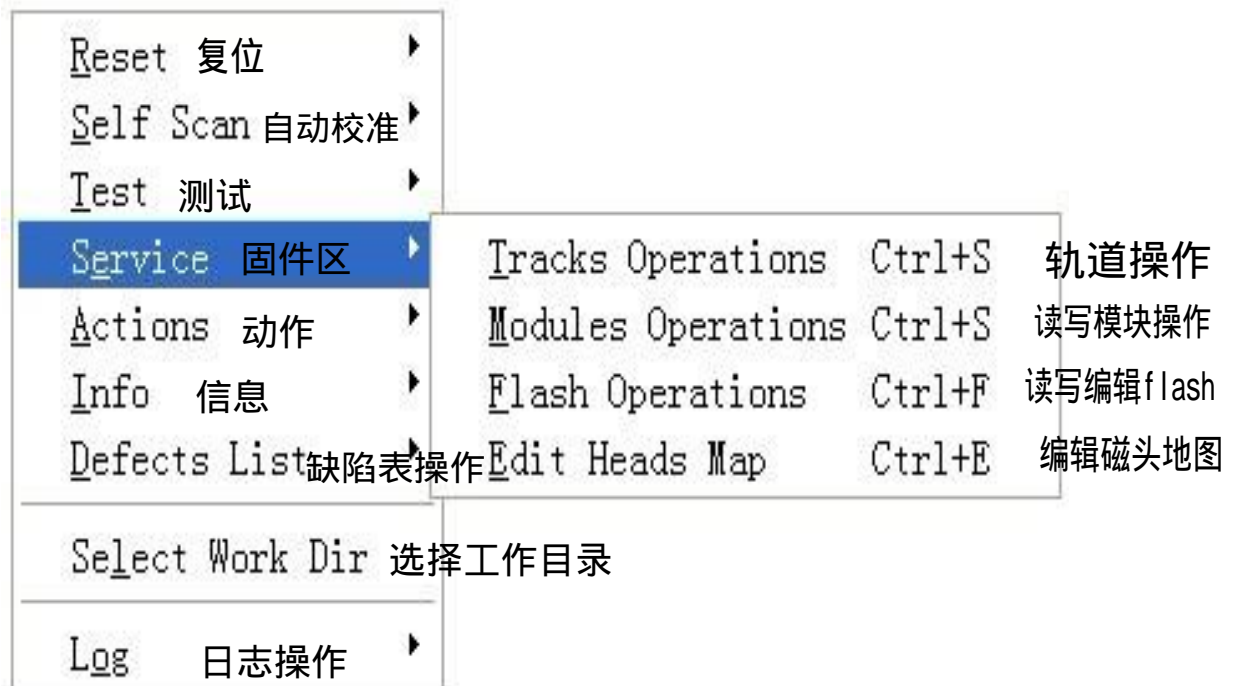 Reset 复位
Self Scan 自动校准
Test 测试
Service 固件区
Tracks Operations Ctrl+S 轨道操作
Actions 动作
Modules Operations Ctrl+S 读写模块操作
Info 信息
Flash Operations Ctrl+F 读写编辑flash
Defects List 缺陷表操作
Edit Heads Map Ctrl+E 编辑磁头地图
Select Work Dir 选择工作目录
Log 日志操作